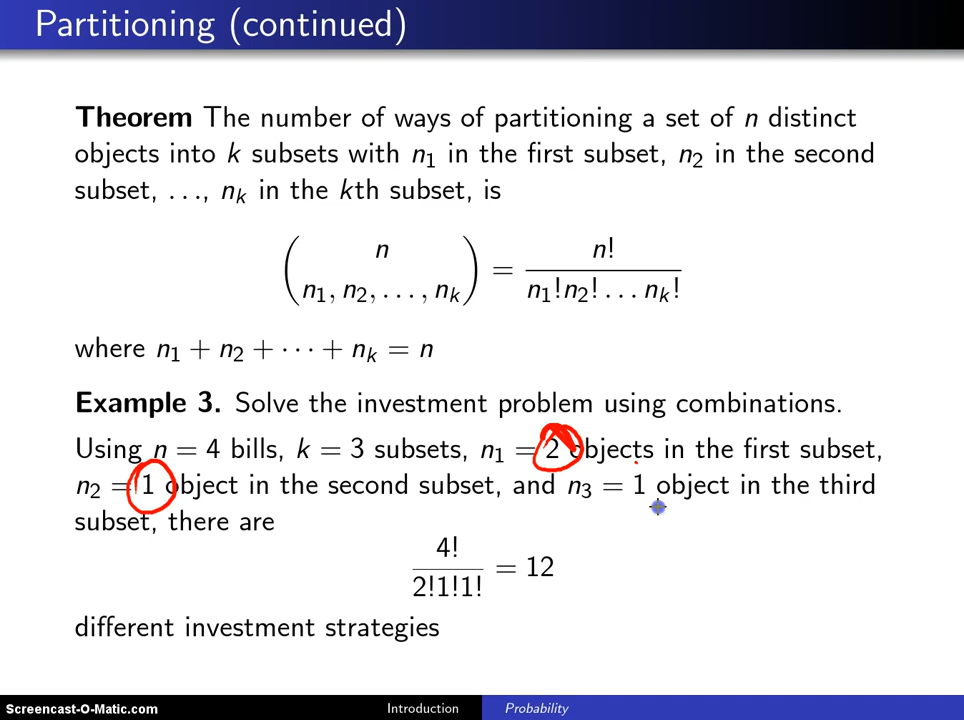 Partitioning (continued)
Theorem The number of ways of partitioning a set of n distinct
objects into k subsets with n₁ in the first subset, n₂ in the second
subset, . . ., nₖ in the kth subset, is
( n
n₁, n₂, . . . , nₖ ) = n! / n₁!n₂! . . . nₖ!
where n₁ + n₂ + · · · + nₖ = n
Example 3. Solve the investment problem using combinations.
Using n = 4 bills, k = 3 subsets, n₁ = 2 objects in the first subset,
n₂ = 1 object in the second subset, and n₃ = 1 object in the third
subset, there are
4! / 2!1!1! = 12
different investment strategies
Screencast-O-Matic.com Introduction Probability